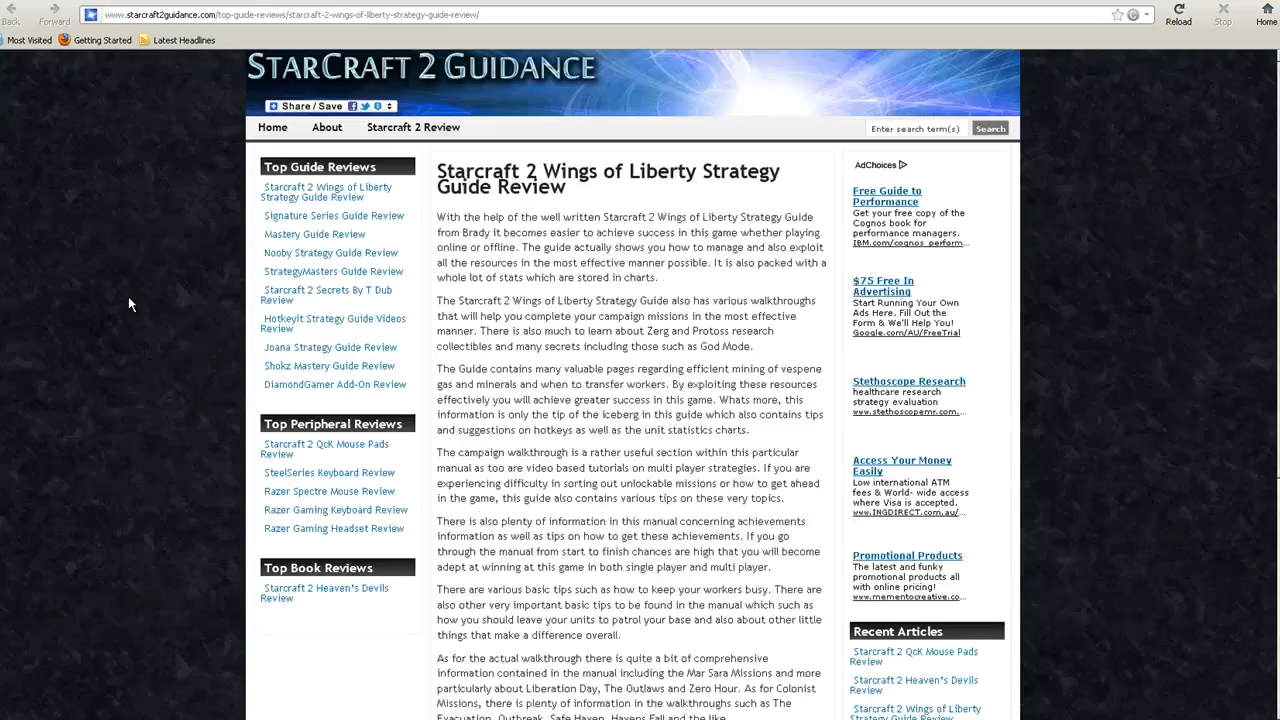 Back
Forward
www.starcraft2guidance.com/top-guide-reviews/starcraft-2-wings-of-liberty-strategy-guide-review/
Reload
Stop
Home
Most Visited
Getting Started
Latest Headlines
STARCRAFT 2 GUIDANCE
Share / Save
Home
About
Starcraft 2 Review
Enter search term(s)
Search
Top Guide Reviews
Starcraft 2 Wings of Liberty
Strategy Guide Review
Signature Series Guide Review
Mastery Guide Review
Nooby Strategy Guide Review
StrategyMasters Guide Review
Starcraft 2 Secrets By T Dub
Review
Hotkeyit Strategy Guide Videos
Review
Joana Strategy Guide Review
Shokz Mastery Guide Review
DiamondGamer Add-On Review
Top Peripheral Reviews
Starcraft 2 QcK Mouse Pads
Review
SteelSeries Keyboard Review
Razer Spectre Mouse Review
Razer Gaming Keyboard Review
Razer Gaming Headset Review
Top Book Reviews
Starcraft 2 Heaven's Devils
Review
Starcraft 2 Wings of Liberty Strategy
Guide Review
With the help of the well written Starcraft 2 Wings of Liberty Strategy Guide
from Brady it becomes easier to achieve success in this game whether playing
online or offline. The guide actually shows you how to manage and also exploit
all the resources in the most effective manner possible. It is also packed with a
whole lot of stats which are stored in charts.
The Starcraft 2 Wings of Liberty Strategy Guide also has various walkthroughs
that will help you complete your campaign missions in the most effective
manner. There is also much to learn about Zerg and Protoss research
collectibles and many secrets including those such as God Mode.
The Guide contains many valuable pages regarding efficient mining of vespene
gas and minerals and when to transfer workers. By exploiting these resources
effectively you will achieve greater success in this game. Whats more, this
information is only the tip of the iceberg in this guide which also contains tips
and suggestions on hotkeys as well as the unit statistics charts.
The campaign walkthrough is a rather useful section within this particular
manual as too are video based tutorials on multi player strategies. If you are
experiencing difficulty in sorting out unlockable missions or how to get ahead
in the game, this guide also contains various tips on these very topics.
There is also plenty of information in this manual concerning achievements
information as well as tips on how to get these achievements. If you go
through the manual from start to finish chances are high that you will become
adept at winning at this game in both single player and multi player.
There are various basic tips such as how to keep your workers busy. There are
also other very important basic tips to be found in the manual which such as
how you should leave your units to patrol your base and also about other little
things that make a difference overall.
As for the actual walkthrough there is quite a bit of comprehensive
information contained in the manual including the Mar Sara Missions and more
particularly about Liberation Day, The Outlaws and Zero Hour. As for Colonist
Missions, there is plenty of information in the walkthroughs such as The
Evacuation, Outbreak, Safe Haven, Havens Fall and the like.
AdChoices
Free Guide to
Performance
Get your free copy of the
Cognos book for
performance managers.
IBM.com/cognos_perform...
$75 Free In
Advertising
Start Running Your Own
Ads Here. Fill Out the
Form & We'll Help You!
Google.com/AU/FreeTrial
Stethoscope Research
healthcare research
strategy evaluation
www.stethoscopemr.com....
Access Your Money
Easily
Low international ATM
fees & World- wide access
where Visa is accepted.
www.INGDIRECT.com.au/...
Promotional Products
The latest and funky
promotional products all
with online pricing!
www.mementocreative.co...
Recent Articles
Starcraft 2 QcK Mouse Pads
Review
Starcraft 2 Heaven's Devils
Review
Starcraft 2 Wings of Liberty
Strategy Guide Review